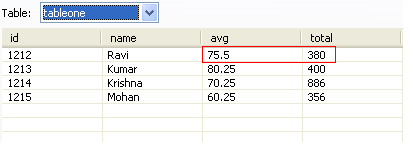 Table: tableone
id name avg total
1212 Ravi 75.5 380
1213 Kumar 80.25 400
1214 Krishna 70.25 886
1215 Mohan 60.25 356